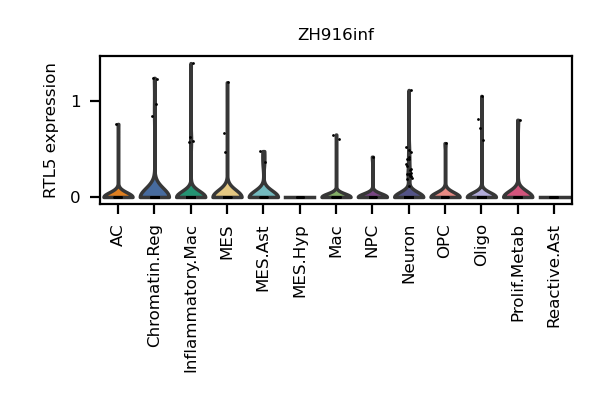 ZH916inf
RTL5 expression
1
0
AC
Chromatin.Reg
Inflammatory.Mac
MES
MES.Ast
MES.Hyp
Mac
NPC
Neuron
OPC
Oligo
Prolif.Metab
Reactive.Ast